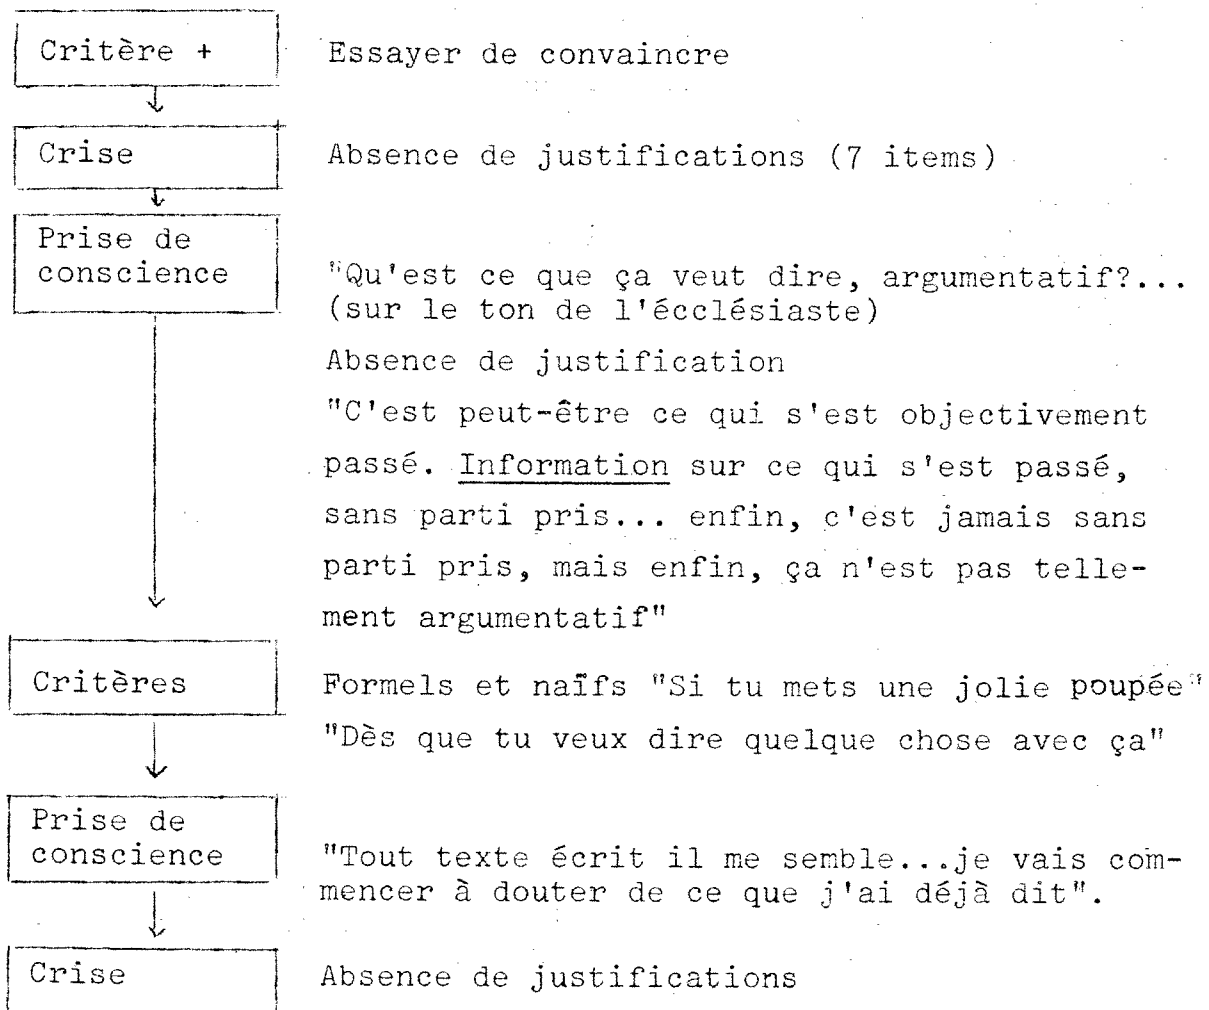 Critère +
Essayer de convaincre
Crise
Absence de justifications (7 items)
Prise de
conscience
"Qu'est ce que ça veut dire, argumentatif?...
(sur le ton de l'écclésiaste)
Absence de justification
"C'est peut-être ce qui s'est objectivement
passé. Information sur ce qui s'est passé,
sans parti pris... enfin, c'est jamais sans
parti pris, mais enfin, ça n'est pas telle-
ment argumentatif"
Critères
Formels et naïfs "Si tu mets une jolie poupée"
"Dès que tu veux dire quelque chose avec ça"
Prise de
conscience
"Tout texte écrit il me semble...je vais com-
mencer à douter de ce que j'ai déjà dit".
Crise
Absence de justifications